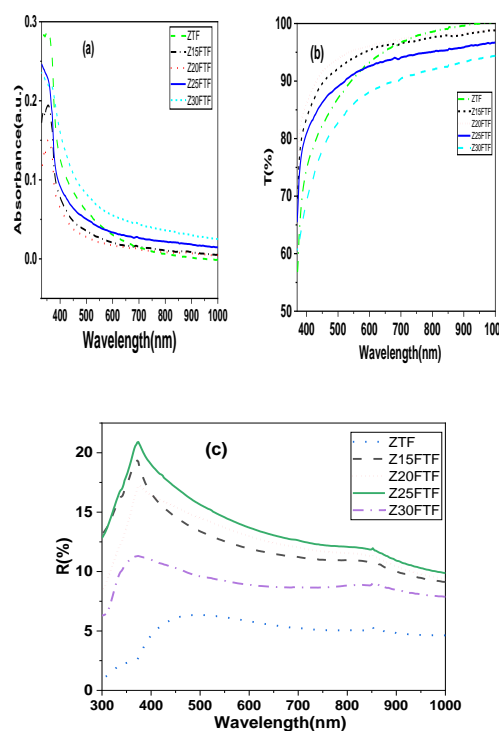 (a)
ZTF
Z15FTF
Z20FTF
Z25FTF
Z30FTF
0.3
0.2
0.1
0.0
Absorbance(a.u.)
400 500 600 700 800 900 1000
Wavelength(nm)
(b)
ZTF
Z15FTF
Z20FTF
Z25FTF
Z30FTF
100
90
80
70
60
50
T(%)
400 500 600 700 800 900 1000
Wavelength(nm)
(c)
ZTF
Z15FTF
Z20FTF
Z25FTF
Z30FTF
20
15
10
5
0
R(%)
300 400 500 600 700 800 900 1000
Wavelength(nm)